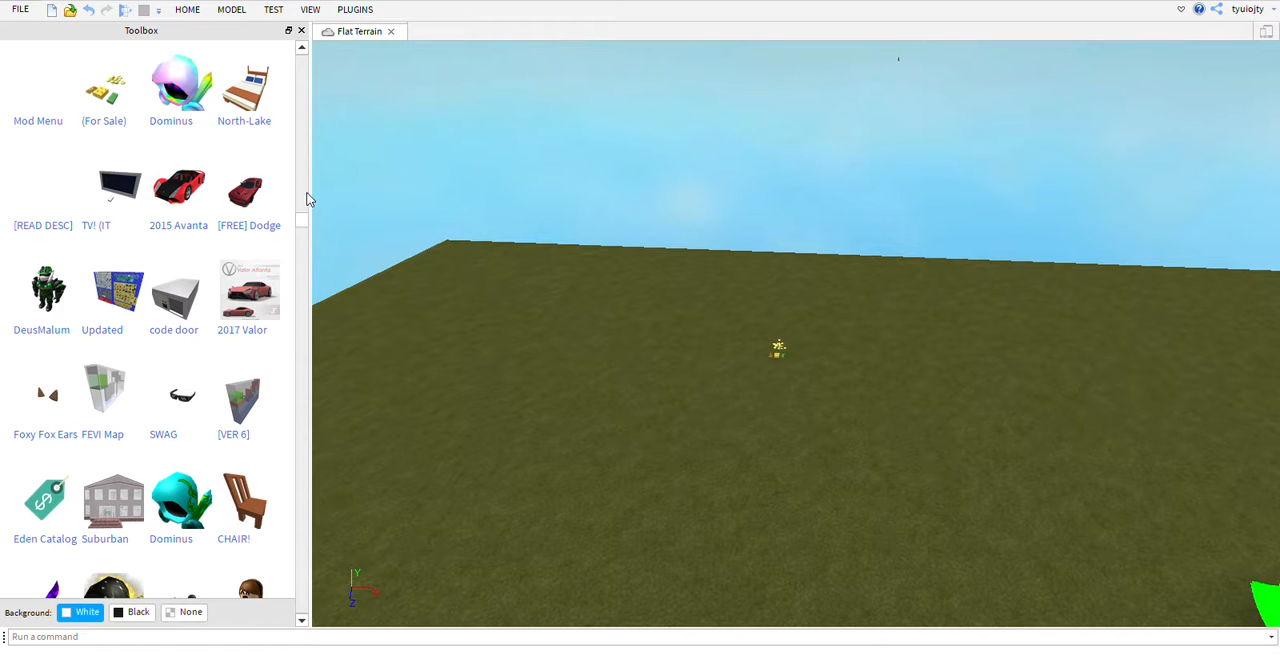 FILE HOME MODEL TEST VIEW PLUGINS tyuiojty
Toolbox Flat Terrain
Mod Menu (For Sale) Dominus North-Lake
[READ DESC] TV! (IT 2015 Avanta [FREE] Dodge
DeusMalum Updated code door 2017 Valor
Foxy Fox Ears FEVI Map SWAG [VER 6]
Eden Catalog Suburban Dominus CHAIR!
Y
X
Z
Background: White Black None
Run a command